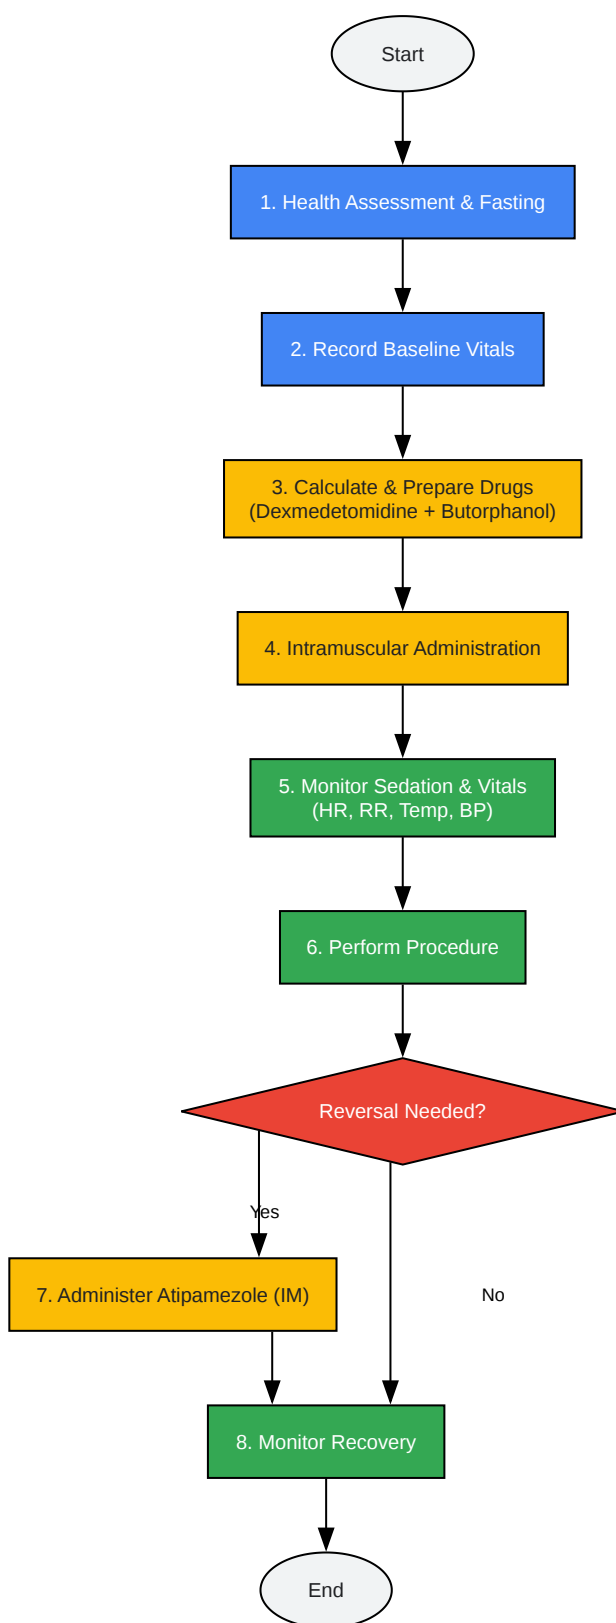 Start
1. Health Assessment & Fasting
2. Record Baseline Vitals
3. Calculate & Prepare Drugs
(Dexmedetomidine + Butorphanol)
4. Intramuscular Administration
5. Monitor Sedation & Vitals
(HR, RR, Temp, BP)
6. Perform Procedure
Reversal Needed?
Yes
7. Administer Atipamezole (IM)
No
8. Monitor Recovery
End